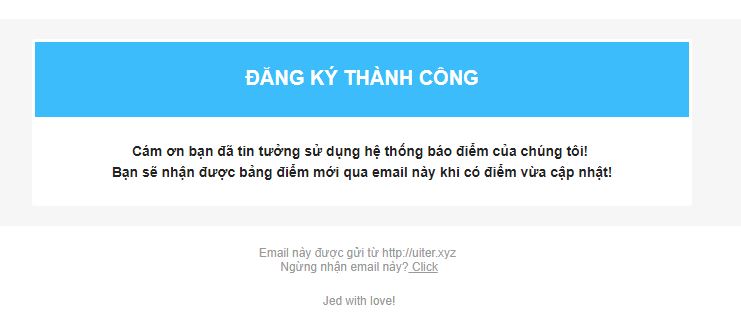 ĐĂNG KÝ THÀNH CÔNG
Cám ơn bạn đã tin tưởng sử dụng hệ thống báo điểm của chúng tôi!
Bạn sẽ nhận được bảng điểm mới qua email này khi có điểm vừa cập nhật!
Email này được gửi từ http://uiter.xyz
Ngừng nhận email này? Click
Jed with love!